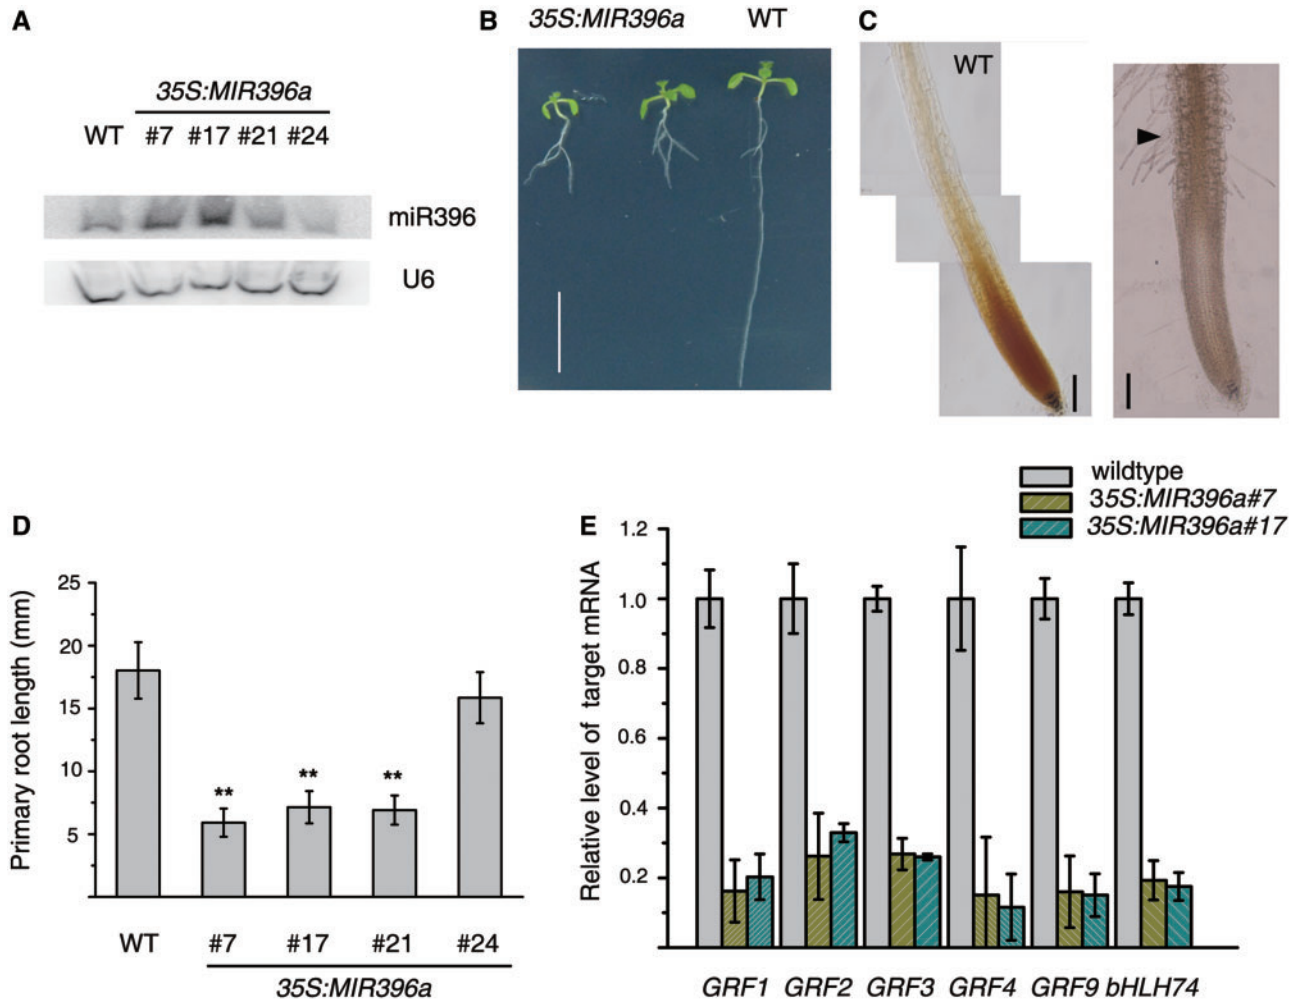 A
35S:MIR396a
WT #7 #17 #21 #24
miR396
U6
B
35S:MIR396a WT
C
WT
D
Primary root length (mm)
25
20
15
10
5
WT #7 #17 #21 #24
35S:MIR396a
** ** **
E
wildtype
35S:MIR396a#7
35S:MIR396a#17
Relative level of target mRNA
1.2
1.0
0.8
0.6
0.4
0.2
GRF1 GRF2 GRF3 GRF4 GRF9 bHLH74